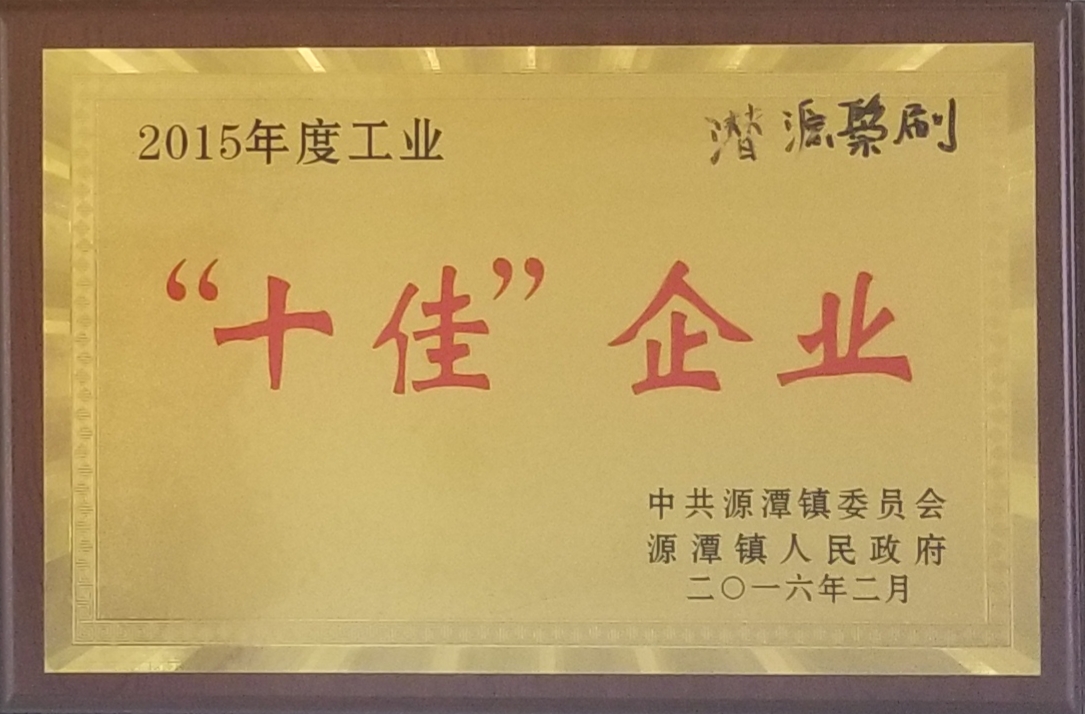 2015年度工业
潜源聚刷
“十佳”企业
中共源潭镇委员会
源潭镇人民政府
二〇一六年二月